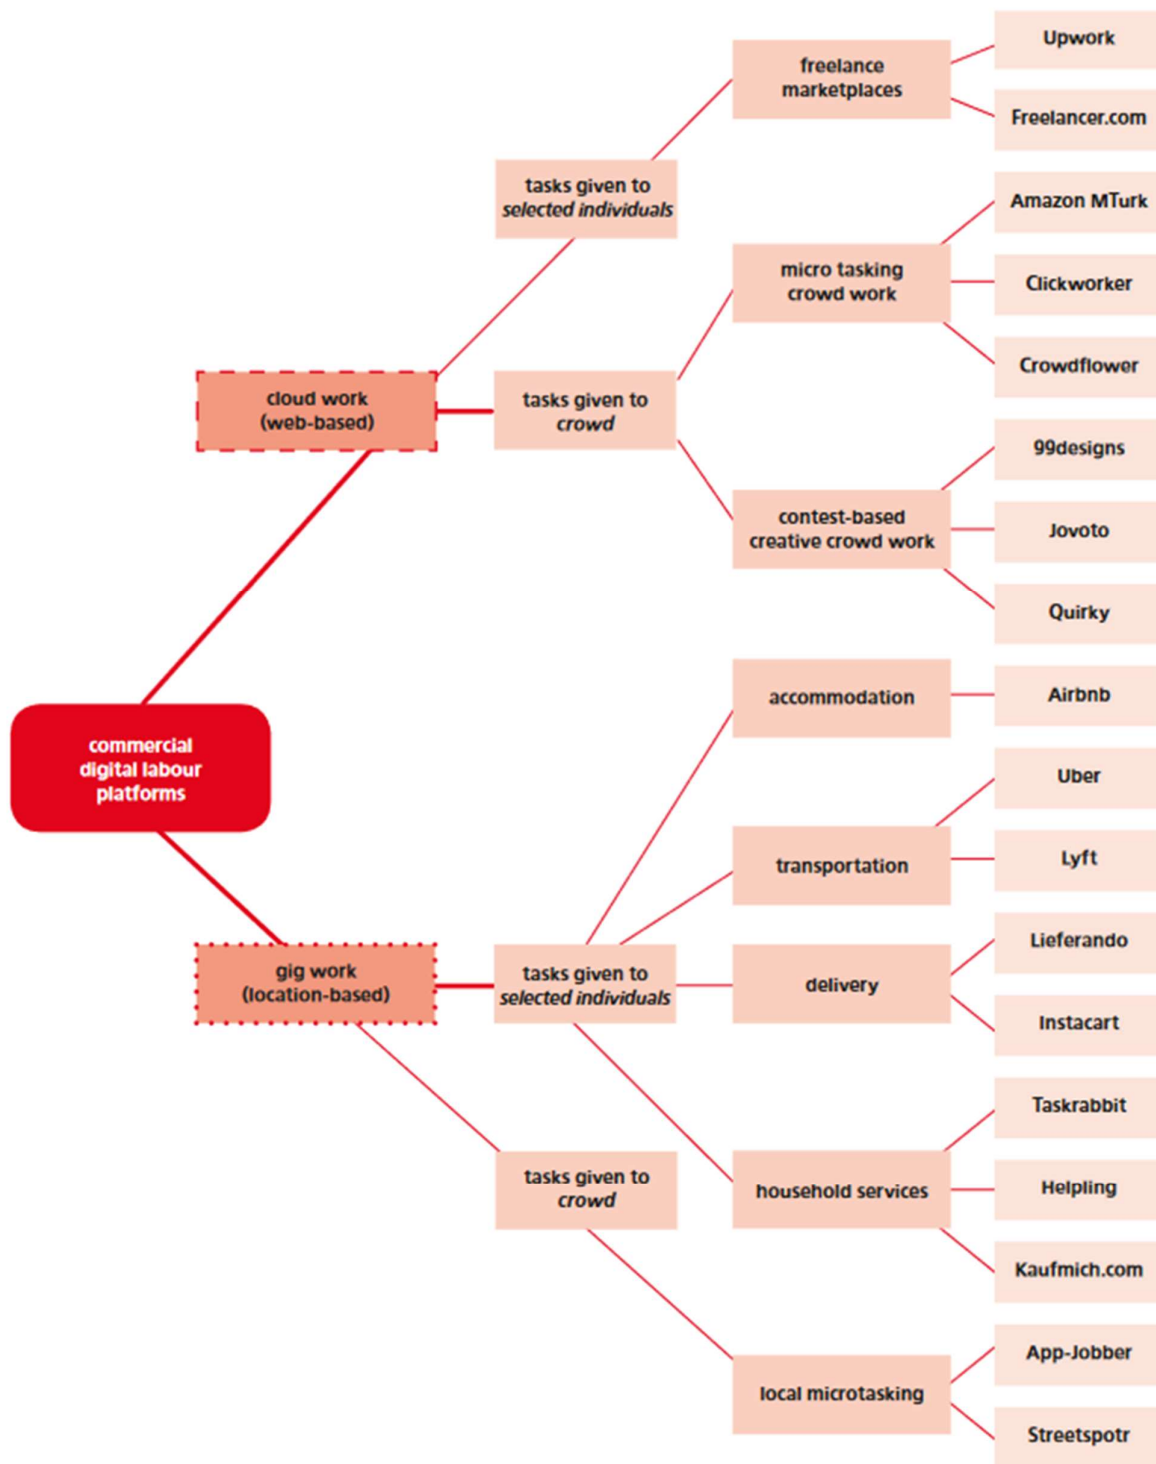 commercial
digital labour
platforms
cloud work
(web-based)
gig work
(location-based)
tasks given to
selected individuals
tasks given to
crowd
tasks given to
selected individuals
tasks given to
crowd
freelance
marketplaces
micro tasking
crowd work
contest-based
creative crowd work
accommodation
transportation
delivery
household services
local microtasking
Upwork
Freelancer.com
Amazon MTurk
Clickworker
Crowdflower
99designs
Jovoto
Quirky
Airbnb
Uber
Lyft
Lieferando
Instacart
Taskrabbit
Helpling
Kaufmich.com
App-Jobber
Streetspotr